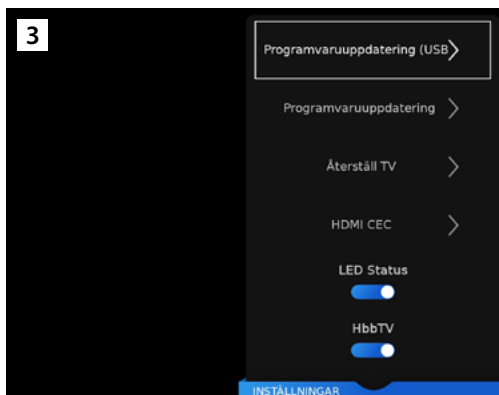 3
Programvaruuppdatering (USB
Programvaruuppdatering
Återställ TV
HDMI CEC
LED Status
HbbTV
INSTÄLLNINGAR